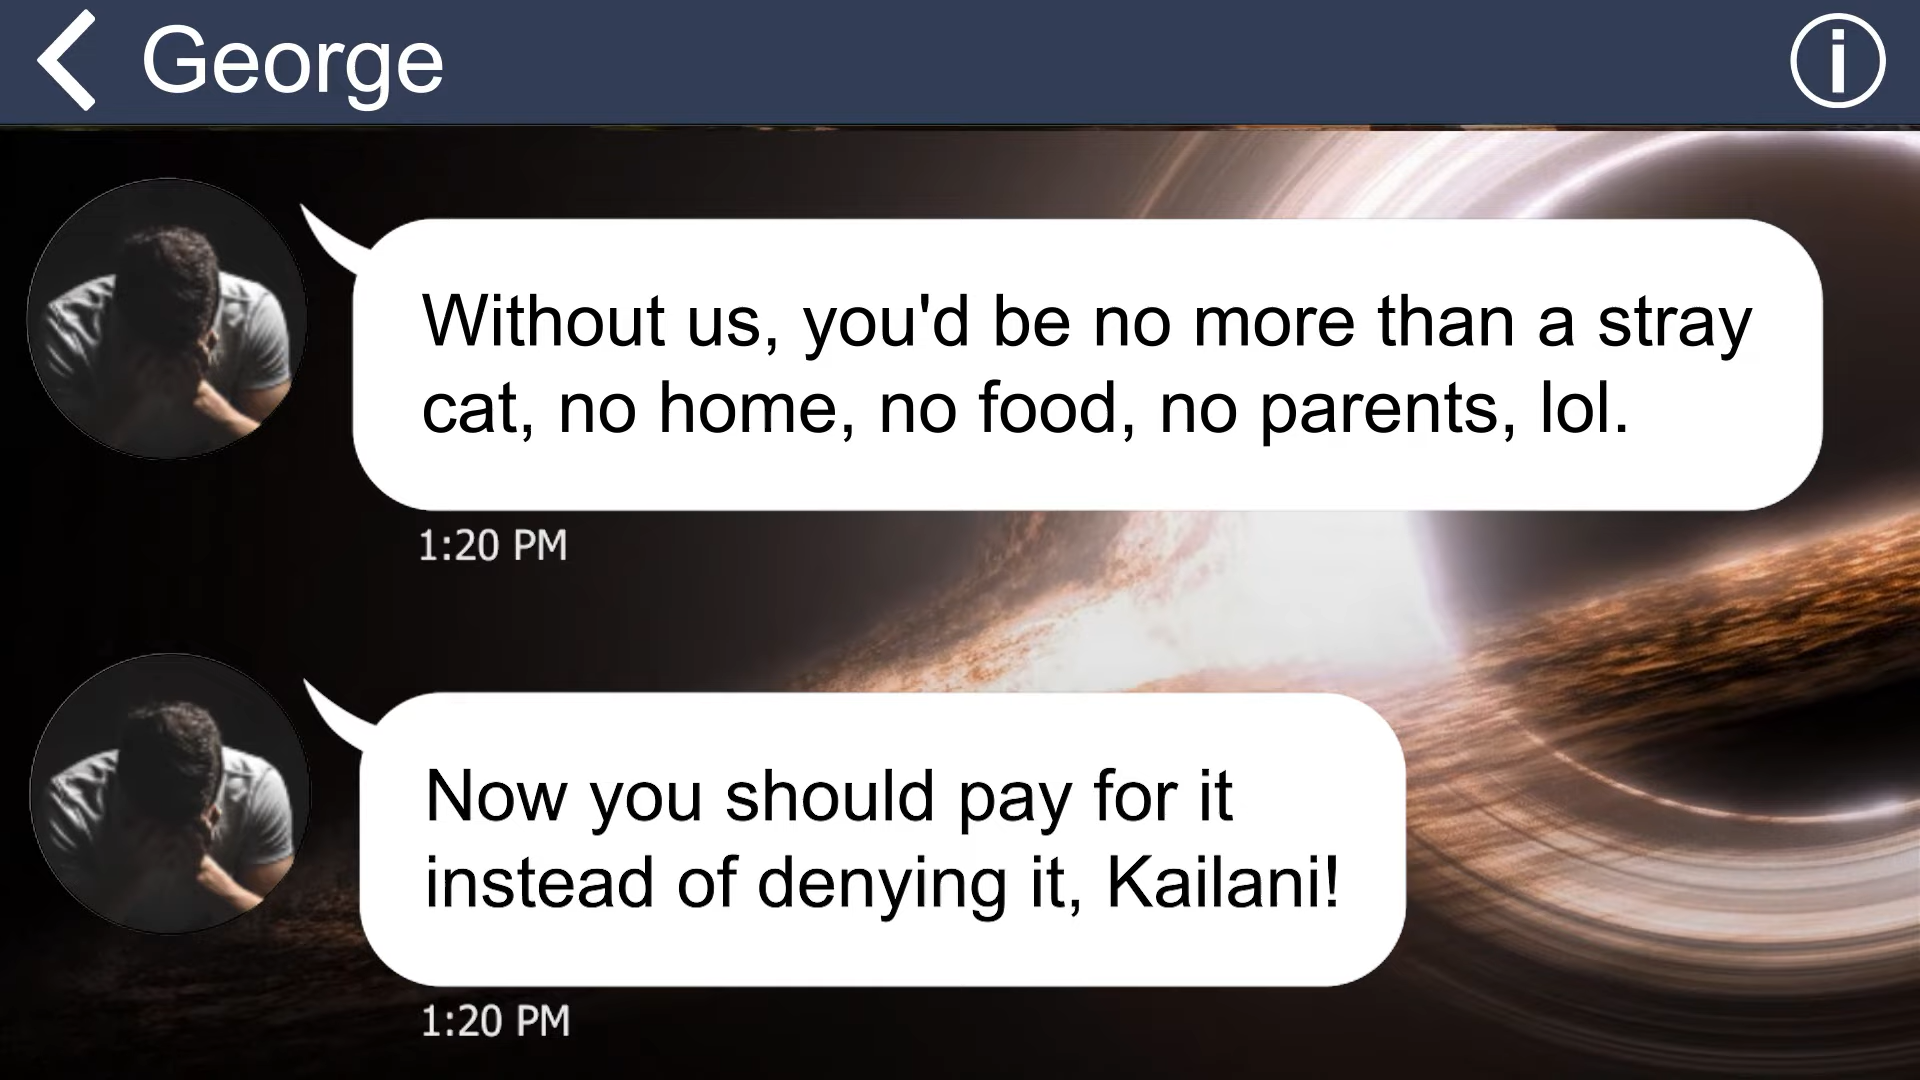 George
Without us, you'd be no more than a stray
cat, no home, no food, no parents, lol.
1:20 PM
Now you should pay for it
instead of denying it, Kailani!
1:20 PM